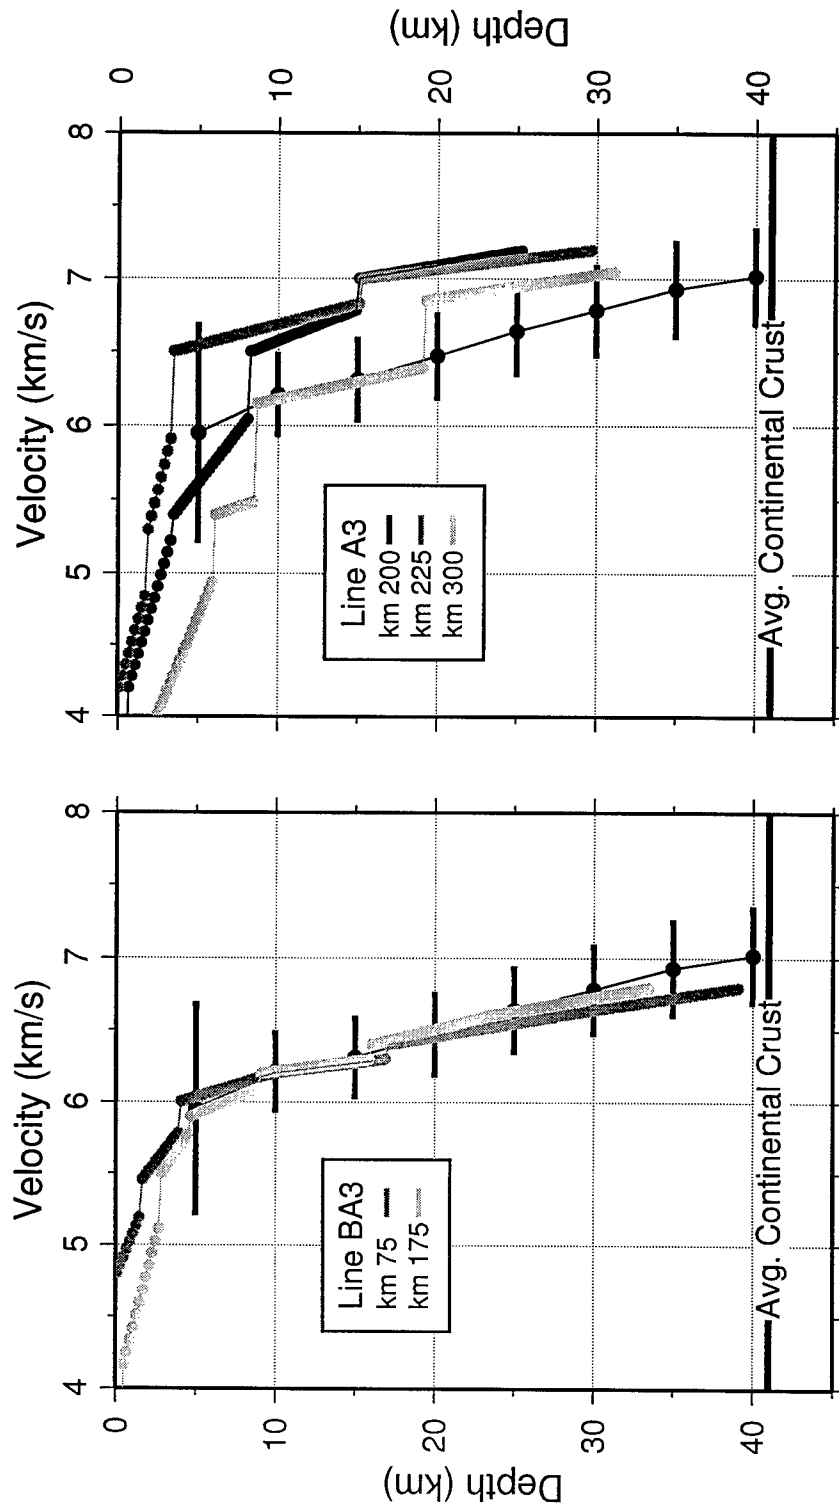 Velocity (km/s)
4 5 6 7 8
0
10
20
30
40
Depth (km)
Line BA3
km 75
km 175
Avg. Continental Crust
Velocity (km/s)
4 5 6 7 8
0
10
20
30
40
Depth (km)
Line A3
km 200
km 225
km 300
Avg. Continental Crust